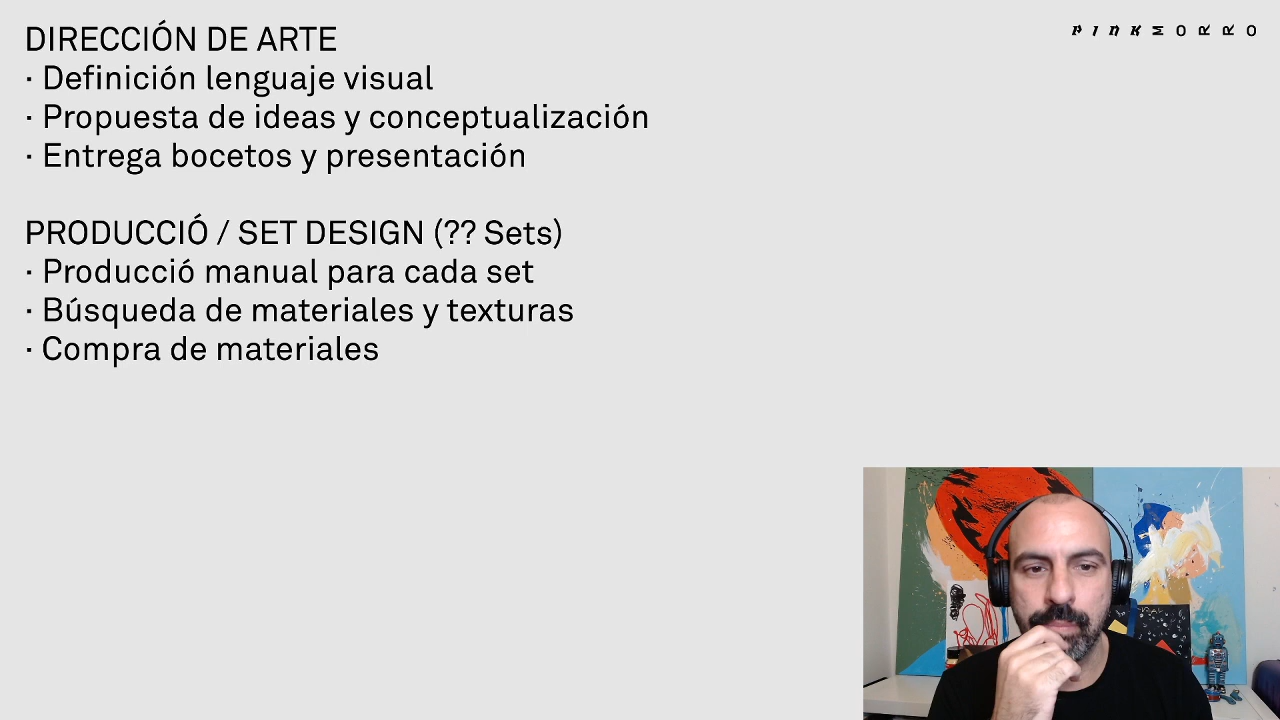 DIRECCIÓN DE ARTE
· Definición lenguaje visual
· Propuesta de ideas y conceptualización
· Entrega bocetos y presentación
PRODUCCIÓ / SET DESIGN (?? Sets)
· Producció manual para cada set
· Búsqueda de materiales y texturas
· Compra de materiales
PINKMORRO